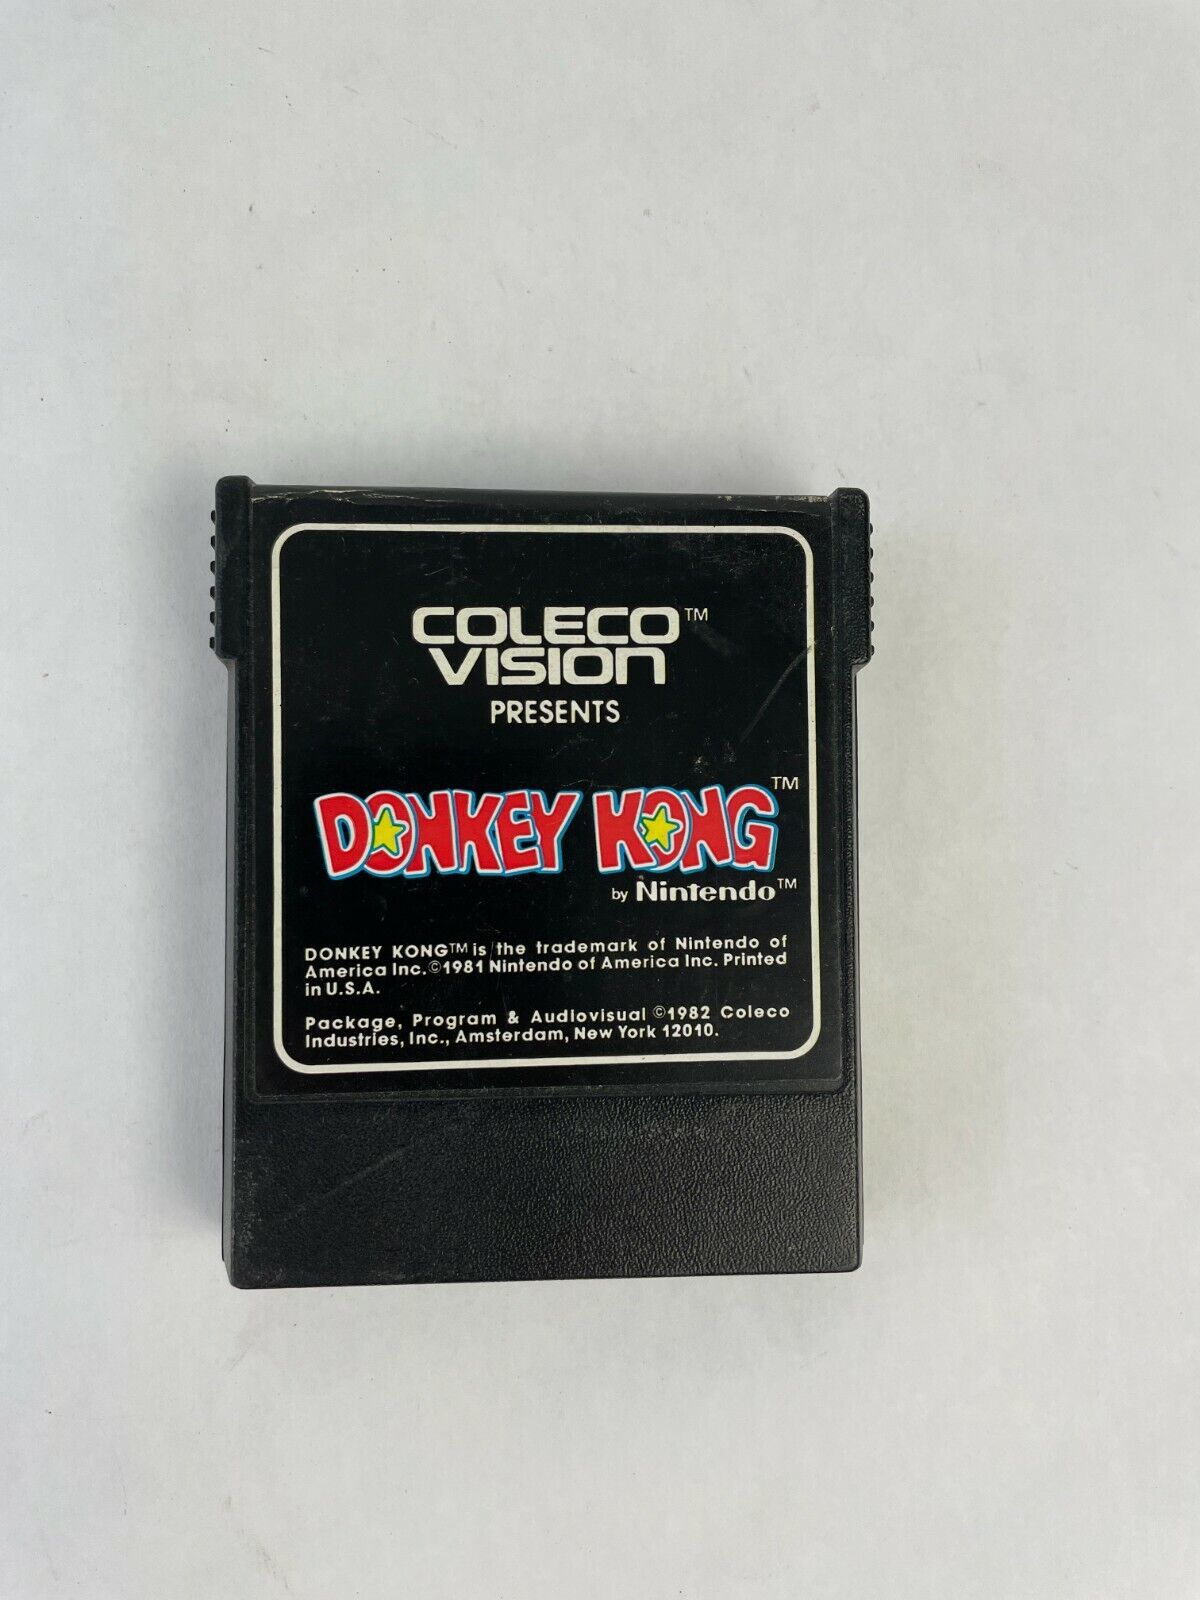 COLECO™
VISION
PRESENTS
DONKEY KONG™
by Nintendo™
DONKEY KONG™ is the trademark of Nintendo of
America Inc. ©1981 Nintendo of America Inc. Printed
in U.S.A.
Package, Program & Audiovisual ©1982 Coleco
Industries, Inc., Amsterdam, New York 12010.